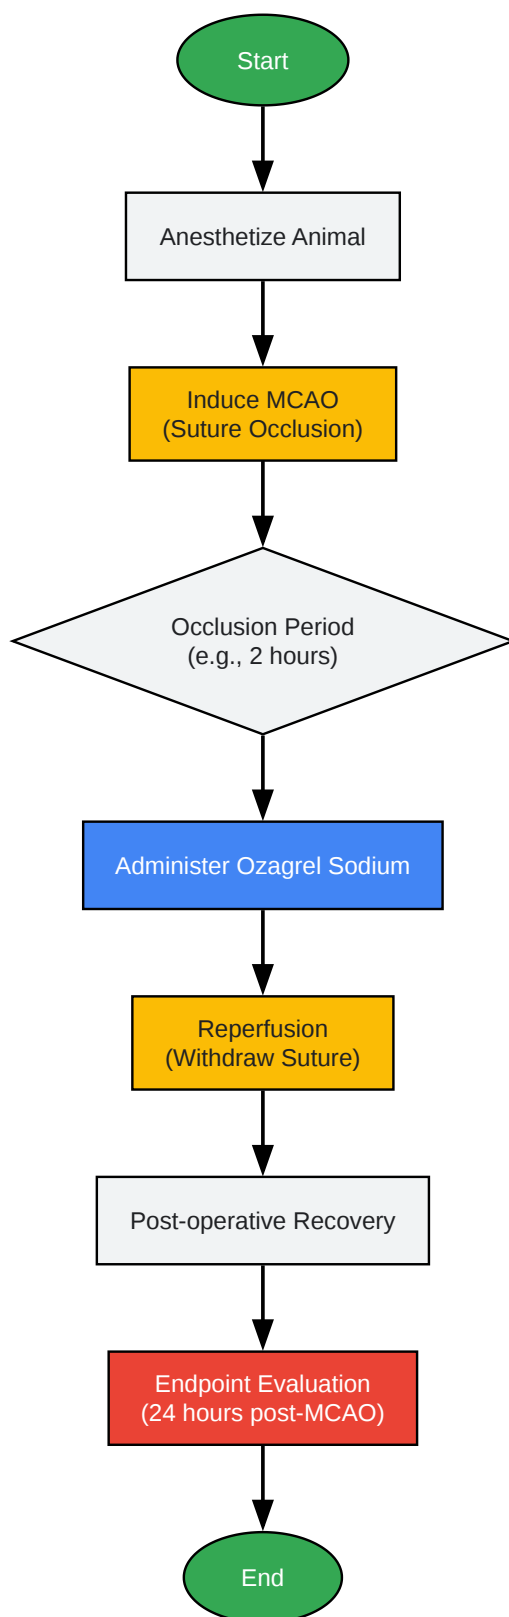 Start
Anesthetize Animal
Induce MCAO
(Suture Occlusion)
Occlusion Period
(e.g., 2 hours)
Administer Ozagrel Sodium
Reperfusion
(Withdraw Suture)
Post-operative Recovery
Endpoint Evaluation
(24 hours post-MCAO)
End